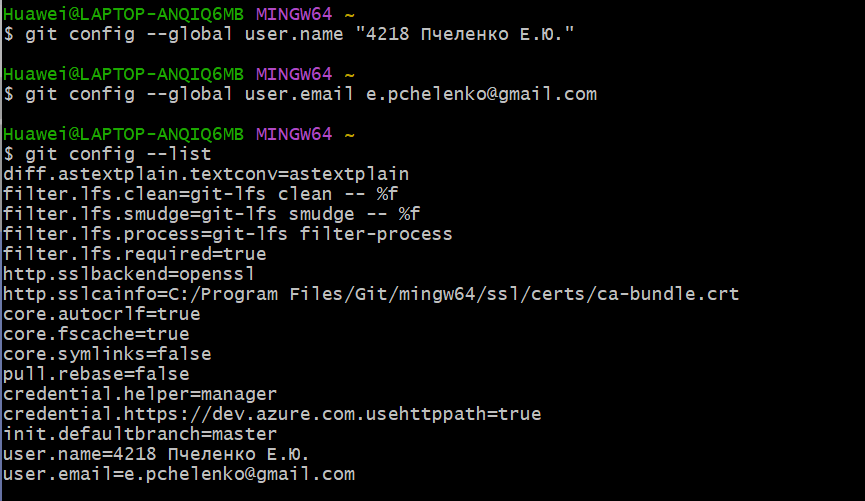 Huawei@LAPTOP-ANQIQ6MB MINGW64 ~
$ git config --global user.name "4218 Пчеленко Е.Ю."
Huawei@LAPTOP-ANQIQ6MB MINGW64 ~
$ git config --global user.email e.pchelenko@gmail.com
Huawei@LAPTOP-ANQIQ6MB MINGW64 ~
$ git config --list
diff.astextplain.textconv=astextplain
filter.lfs.clean=git-lfs clean -- %f
filter.lfs.smudge=git-lfs smudge -- %f
filter.lfs.process=git-lfs filter-process
filter.lfs.required=true
http.sslbackend=openssl
http.sslcainfo=C:/Program Files/Git/mingw64/ssl/certs/ca-bundle.crt
core.autocrlf=true
core.fscache=true
core.symlinks=false
pull.rebase=false
credential.helper=manager
credential.https://dev.azure.com.usehttppath=true
init.defaultbranch=master
user.name=4218 Пчеленко Е.Ю.
user.email=e.pchelenko@gmail.com